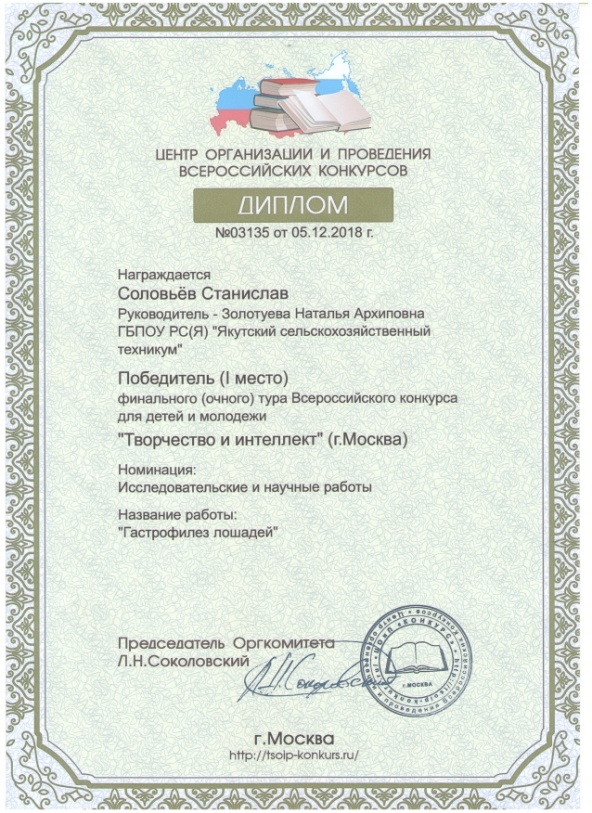 ЦЕНТР ОРГАНИЗАЦИИ И ПРОВЕДЕНИЯ
ВСЕРОССИЙСКИХ КОНКУРСОВ
ДИПЛОМ
№03135 от 05.12.2018 г.
Награждается
Соловьёв Станислав
Руководитель - Золотуева Наталья Архиповна
ГБПОУ РС(Я) "Якутский сельскохозяйственный
техникум"
Победитель (I место)
финального (очного) тура Всероссийского конкурса
для детей и молодежи
"Творчество и интеллект" (г.Москва)
Номинация:
Исследовательские и научные работы
Название работы:
"Гастрофилез лошадей"
Председатель Оргкомитета
Л.Н.Соколовский
г.МОСКВА
г.Москва
http://tsoip-konkurs.ru/